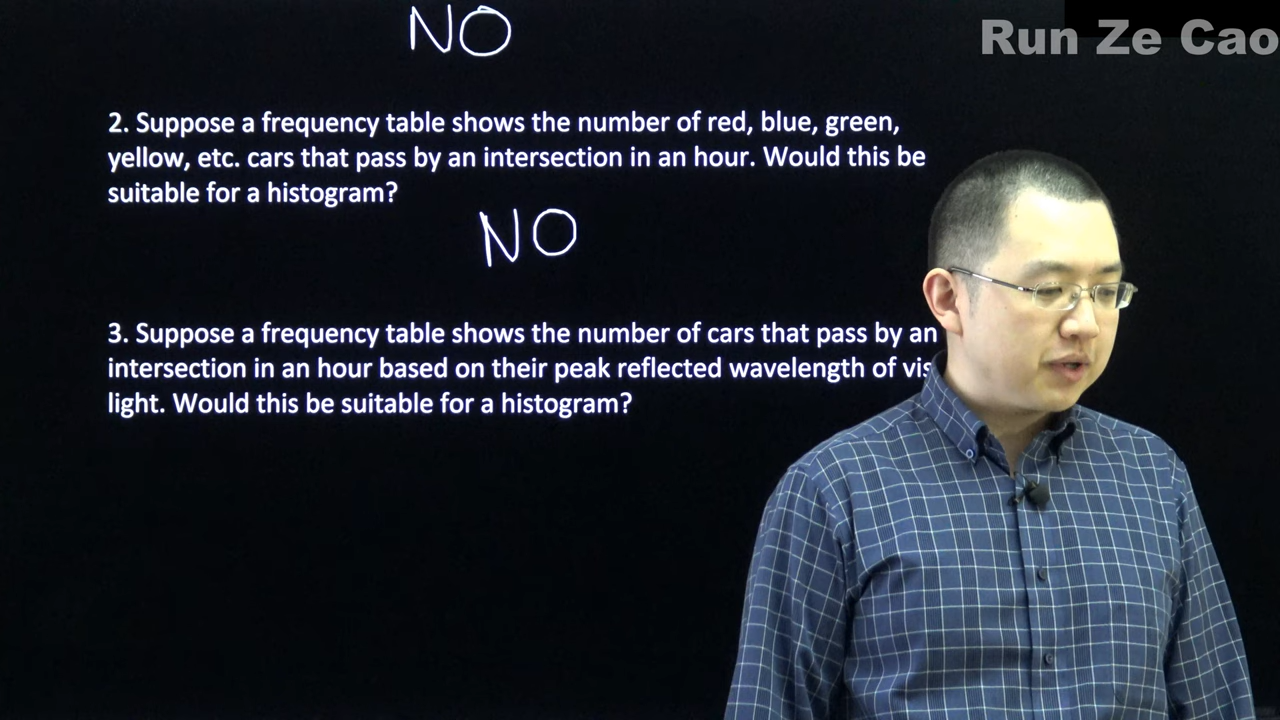 NO
Run Ze Cao
2. Suppose a frequency table shows the number of red, blue, green,
yellow, etc. cars that pass by an intersection in an hour. Would this be
suitable for a histogram?
NO
3. Suppose a frequency table shows the number of cars that pass by an
intersection in an hour based on their peak reflected wavelength of vis
light. Would this be suitable for a histogram?